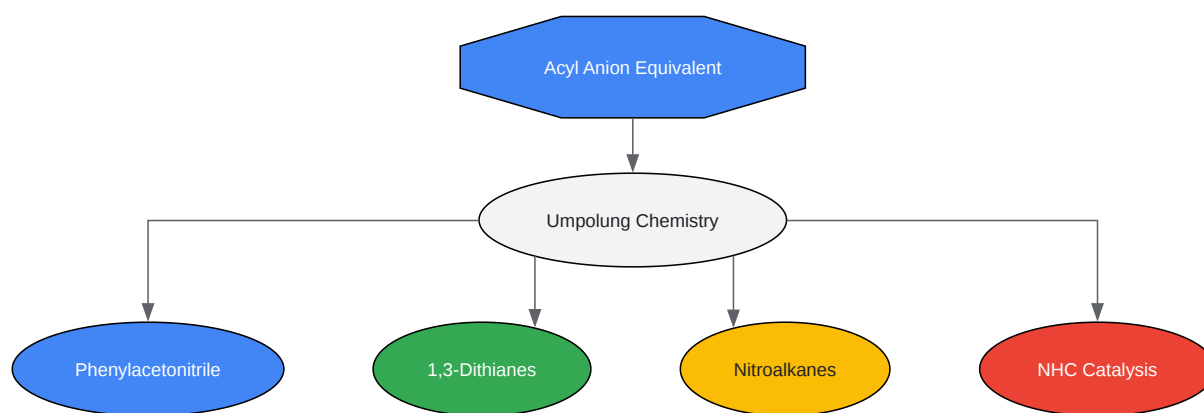 Acyl Anion Equivalent
Umpolung Chemistry
Phenylacetonitrile
1,3-Dithianes
Nitroalkanes
NHC Catalysis